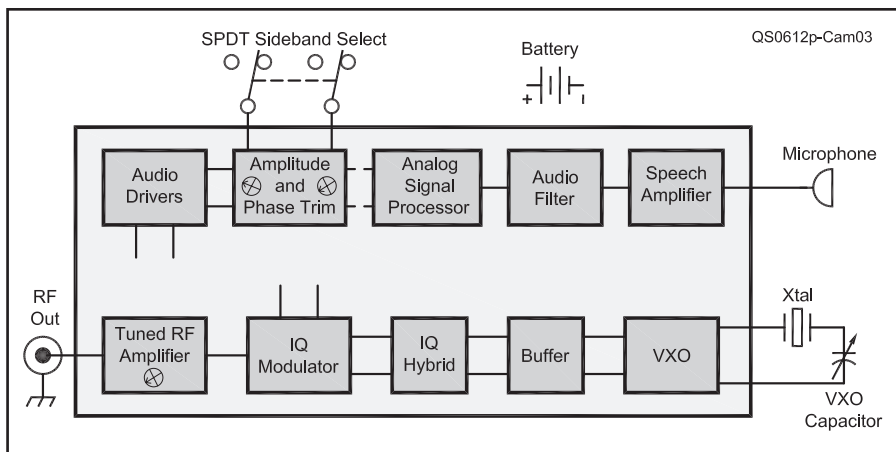 QS0612p-Cam03
SPDT Sideband Select
Battery
+
-
Audio
Drivers
Amplitude
and
Phase Trim
Analog
Signal
Processor
Audio
Filter
Speech
Amplifier
Microphone
RF
Out
Tuned RF
Amplifier
IQ
Modulator
IQ
Hybrid
Buffer
VXO
Xtal
VXO
Capacitor